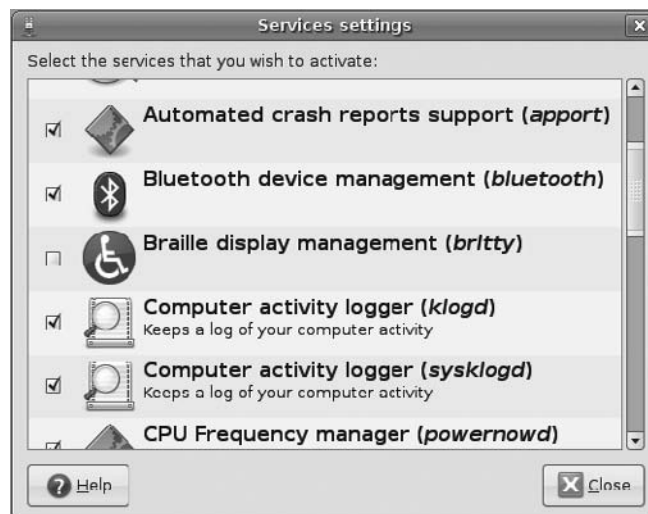 Services settings
Select the services that you wish to activate:
Automated crash reports support (apport)
Bluetooth device management (bluetooth)
Braille display management (brltty)
Computer activity logger (klogd)
Keeps a log of your computer activity
Computer activity logger (sysklogd)
Keeps a log of your computer activity
CPU Frequency manager (powernowd)
Help
Close